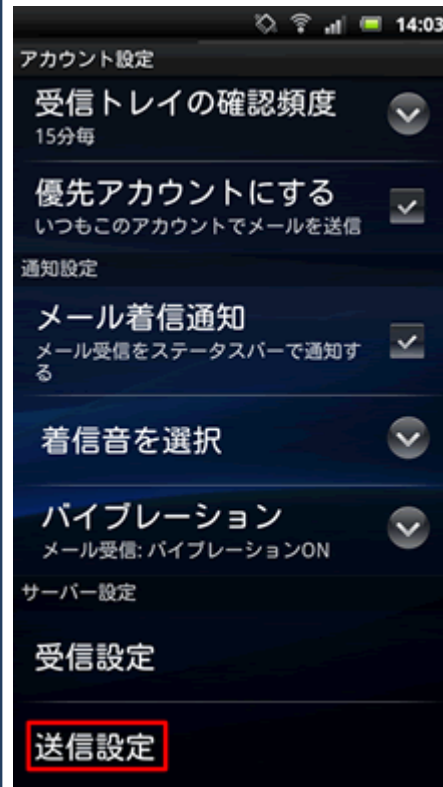 14:03
アカウント設定
受信トレイの確認頻度
15分毎
優先アカウントにする
いつもこのアカウントでメールを送信
通知設定
メール着信通知
メール受信をステータスバーで通知す
る
着信音を選択
バイブレーション
メール受信: バイブレーションON
サーバー設定
受信設定
送信設定